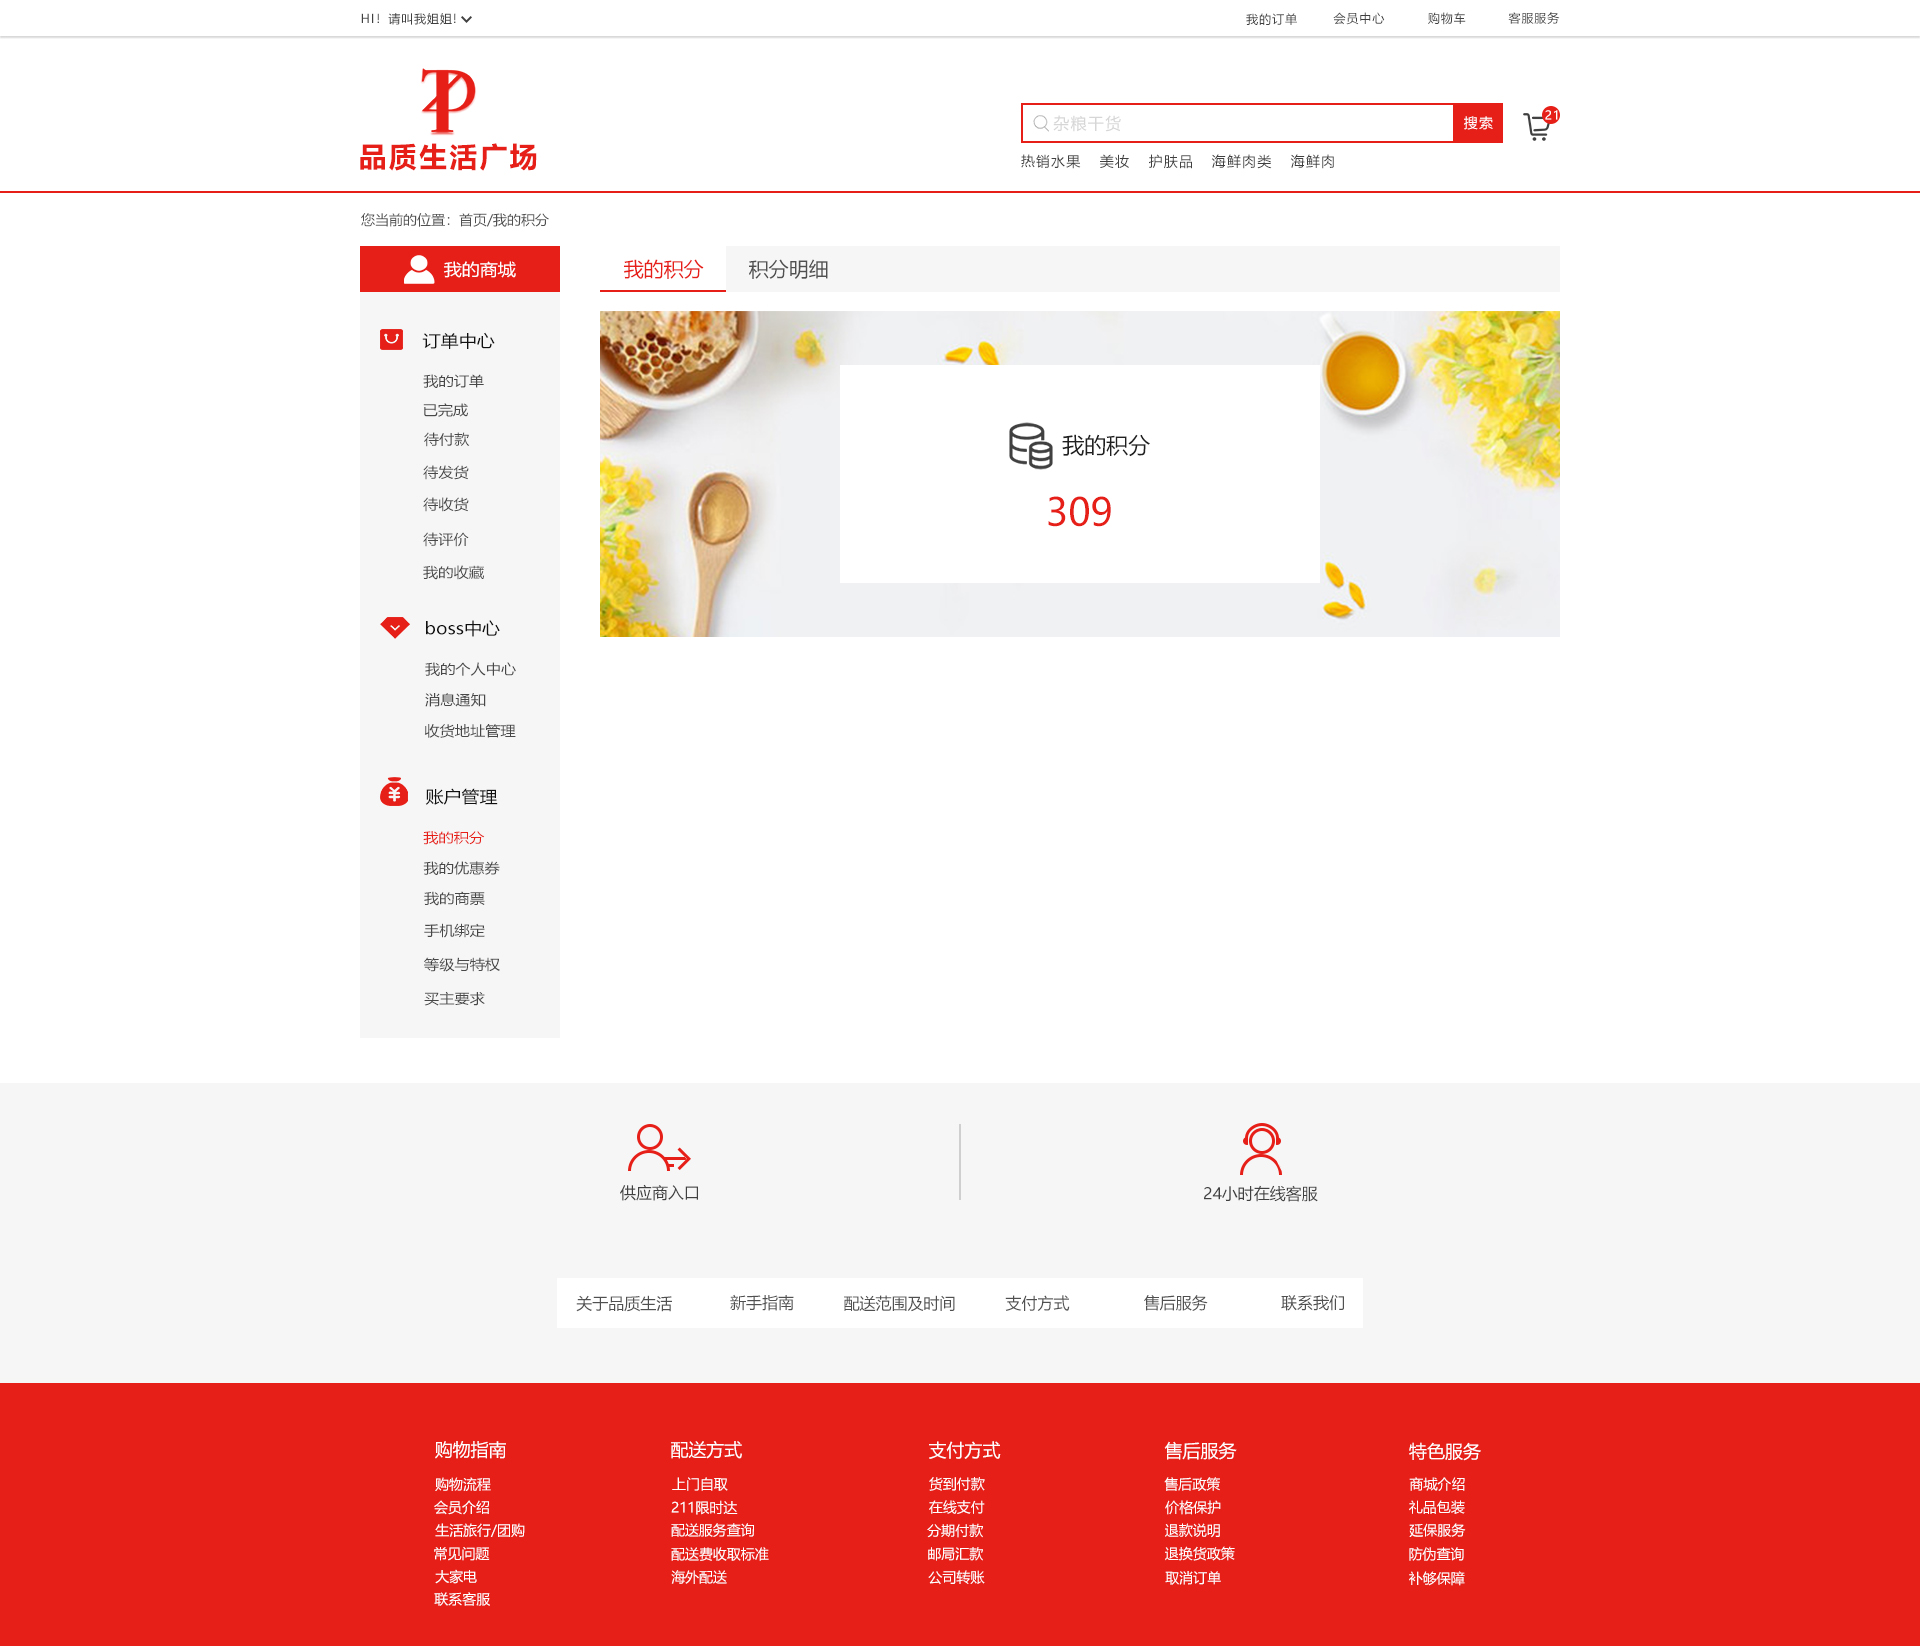 HI! 请叫我姐姐!
我的订单 会员中心 购物车 客服服务
品质生活广场
杂粮干货 搜索 21
热销水果 美妆 护肤品 海鲜肉类 海鲜肉
您当前的位置：首页/我的积分
我的商城
订单中心
我的订单
已完成
待付款
待发货
待收货
待评价
我的收藏
boss中心
我的个人中心
消息通知
收货地址管理
账户管理
我的积分
我的优惠券
我的商票
手机绑定
等级与特权
买主要求
我的积分 积分明细
我的积分
309
供应商入口 24小时在线客服
关于品质生活 新手指南 配送范围及时间 支付方式 售后服务 联系我们
购物指南
购物流程
会员介绍
生活旅行/团购
常见问题
大家电
联系客服
配送方式
上门自取
211限时达
配送服务查询
配送费收取标准
海外配送
支付方式
货到付款
在线支付
分期付款
邮局汇款
公司转账
售后服务
售后政策
价格保护
退款说明
退换货政策
取消订单
特色服务
商城介绍
礼品包装
延保服务
防伪查询
补够保障